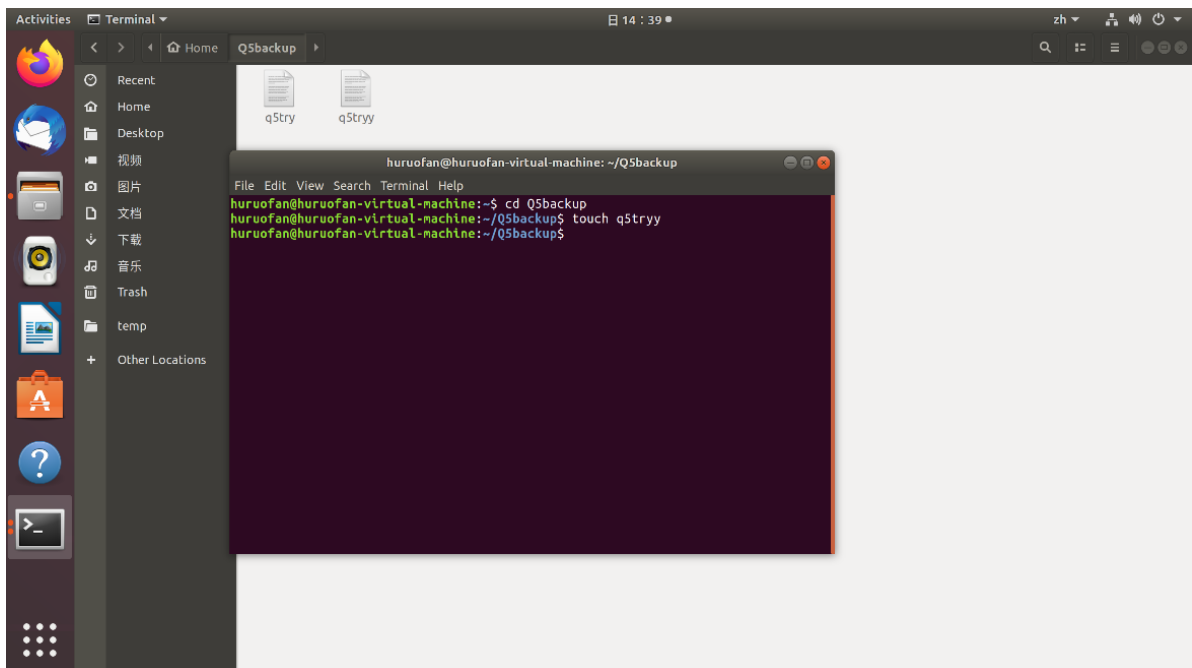 Activities Terminal 日 14：39 zh
Home Q5backup
Recent
Home
Desktop
视频
图片
文档
下载
音乐
Trash
temp
+ Other Locations
q5try q5tryy
huruofan@huruofan-virtual-machine: ~/Q5backup
File Edit View Search Terminal Help
huruofan@huruofan-virtual-machine:~$ cd Q5backup
huruofan@huruofan-virtual-machine:~/Q5backup$ touch q5tryy
huruofan@huruofan-virtual-machine:~/Q5backup$